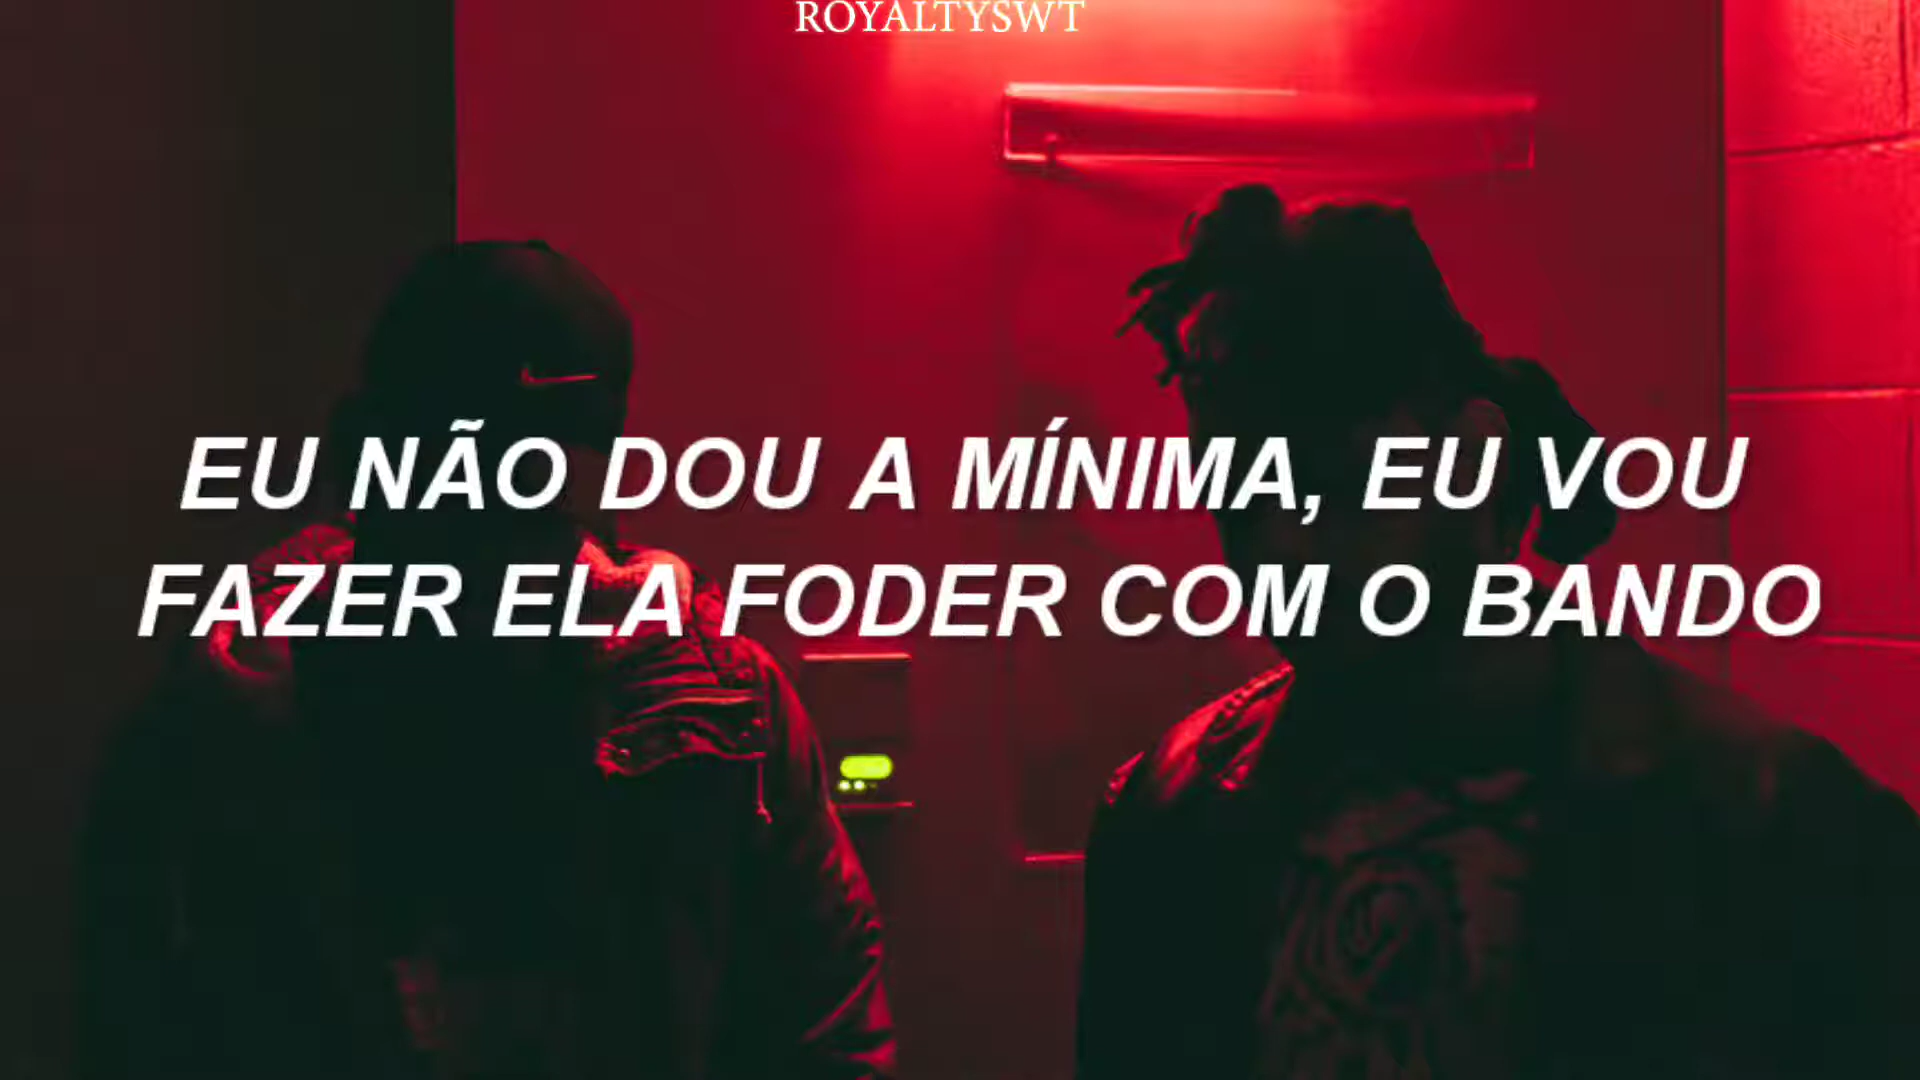 ROYALTYSWT
EU NÃO DOU A MÍNIMA, EU VOU
FAZER ELA FODER COM O BANDO